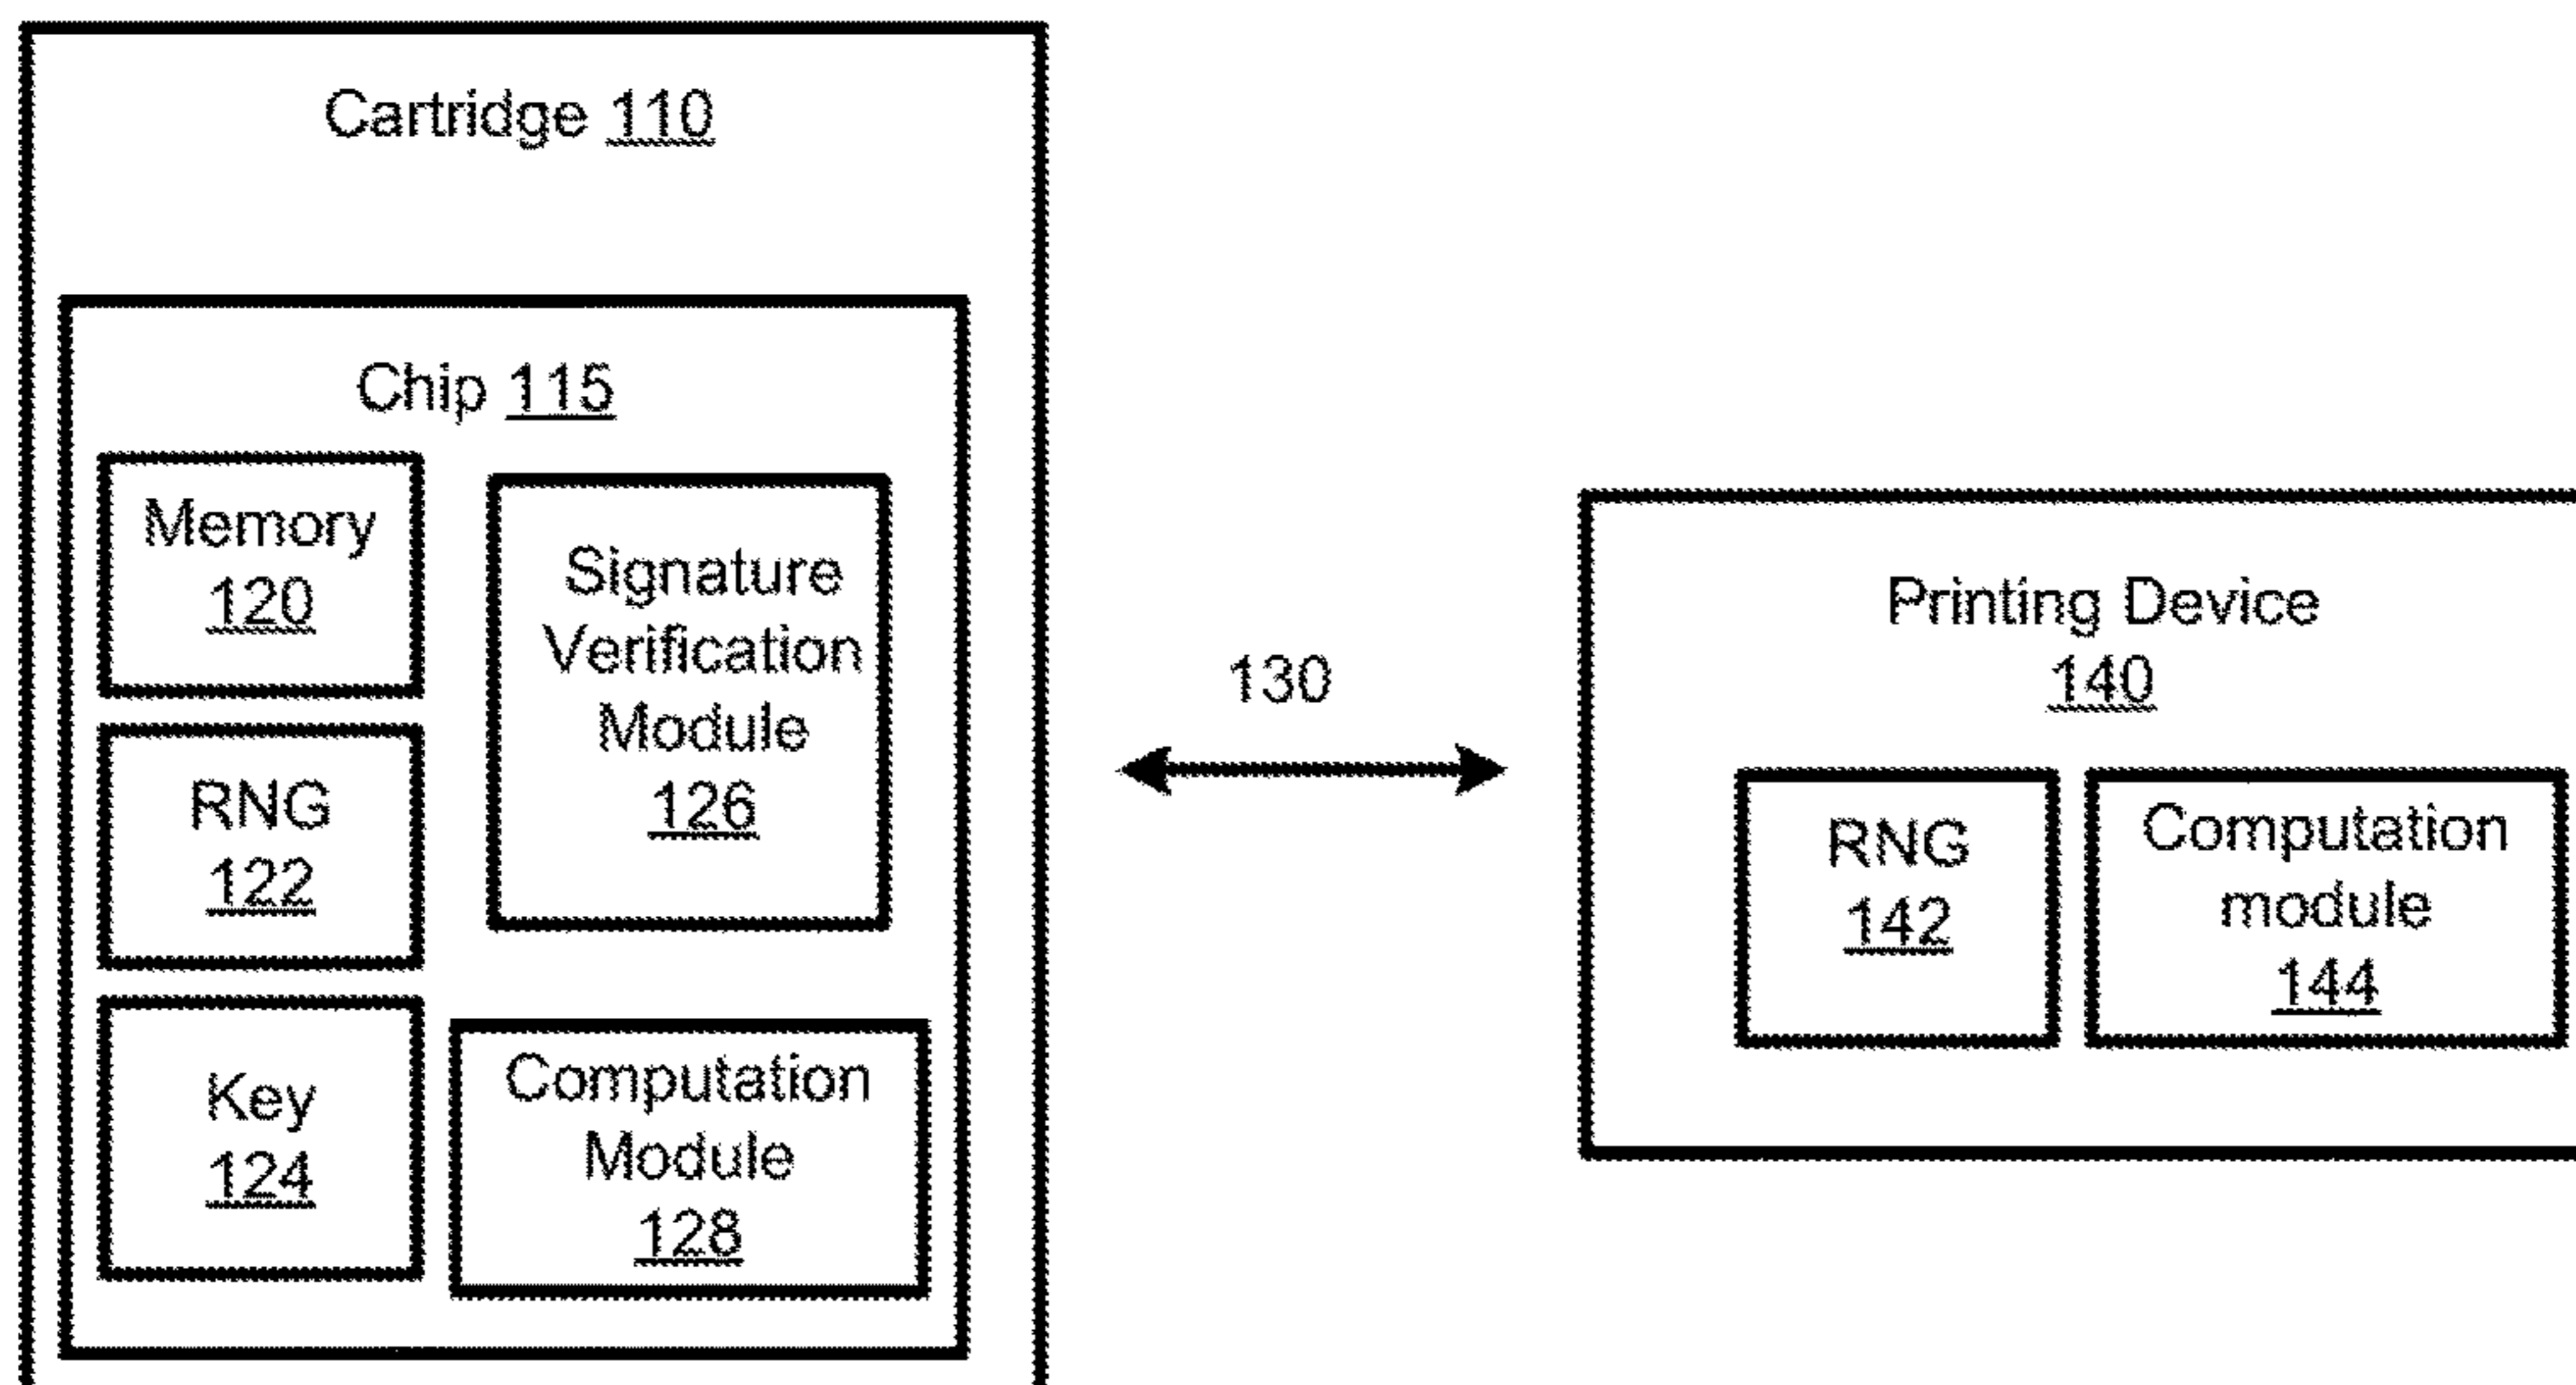 Cartridge 110
Chip 115
Memory
120
RNG
122
Key
124
Signature
Verification
Module
126
Computation
Module
128
130
Printing Device
140
RNG
142
Computation
module
144